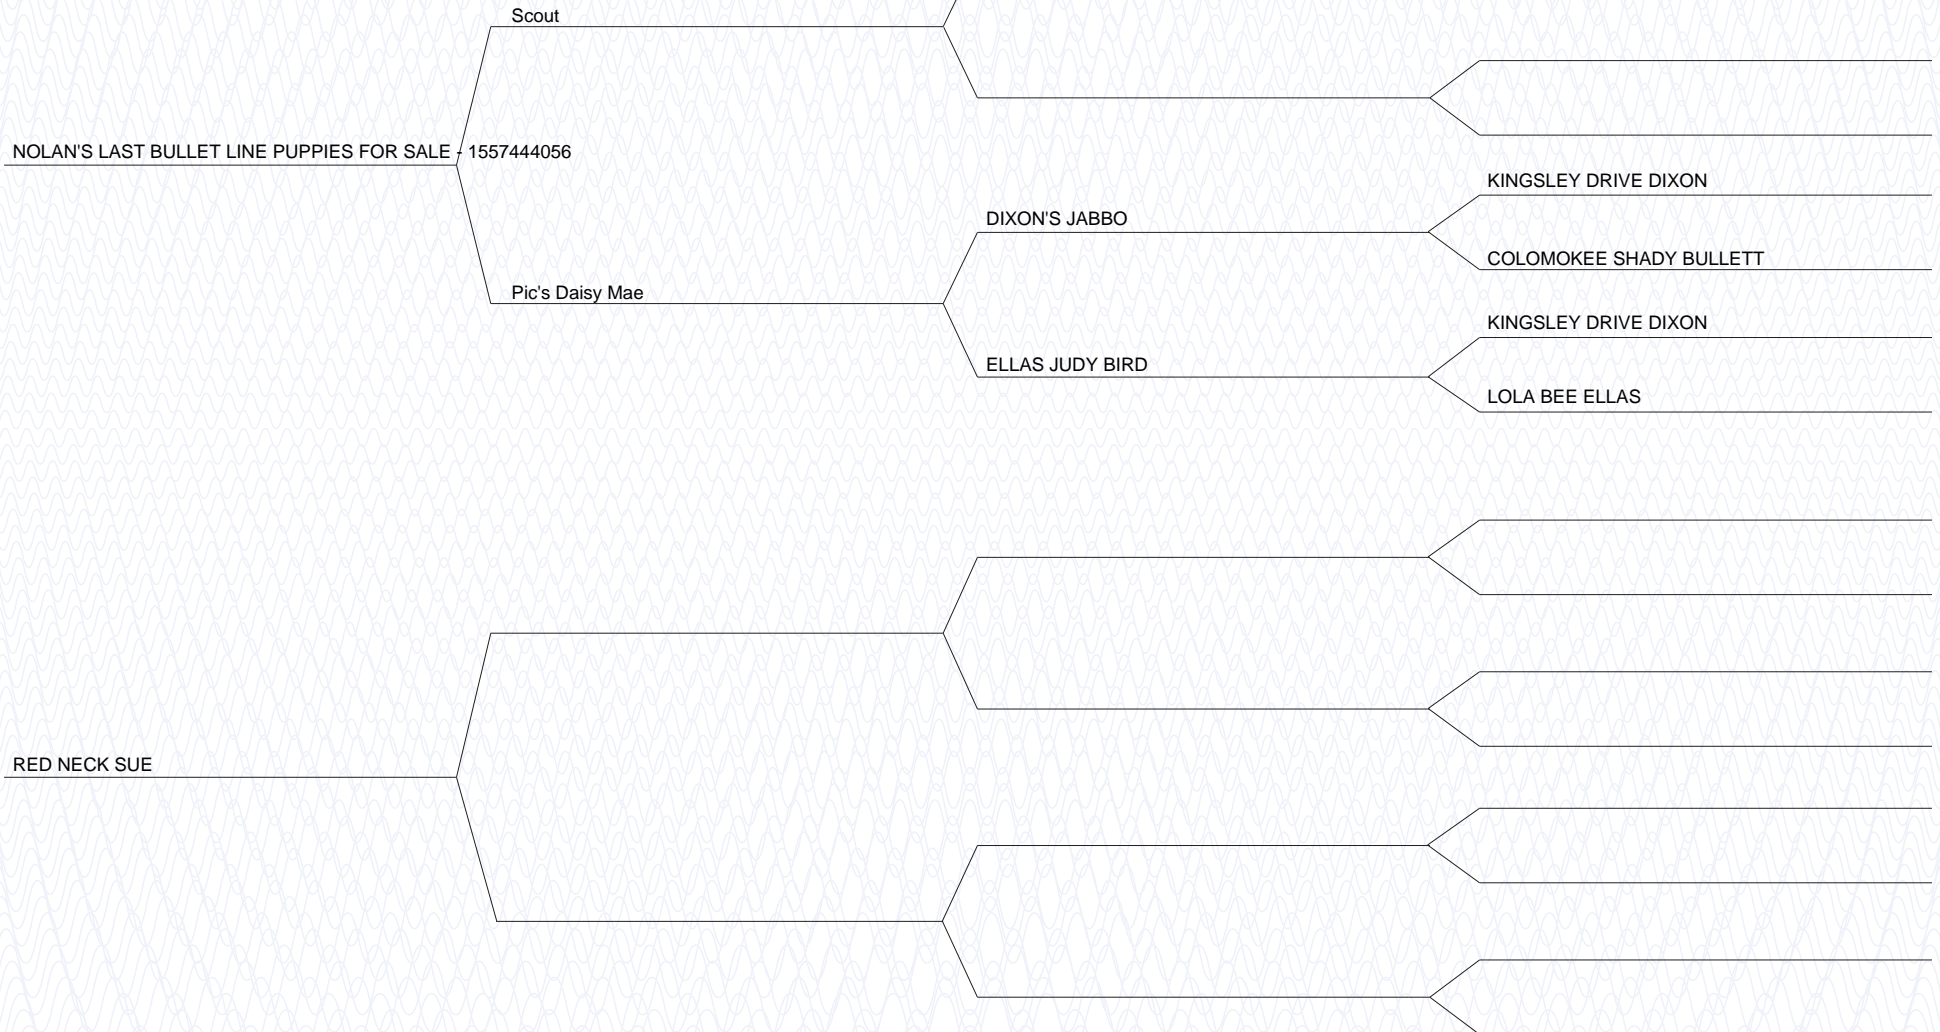 Scout
NOLAN'S LAST BULLET LINE PUPPIES FOR SALE - 1557444056
KINGSLEY DRIVE DIXON
DIXON'S JABBO
COLOMOKEE SHADY BULLETT
Pic's Daisy Mae
KINGSLEY DRIVE DIXON
ELLAS JUDY BIRD
LOLA BEE ELLAS
RED NECK SUE